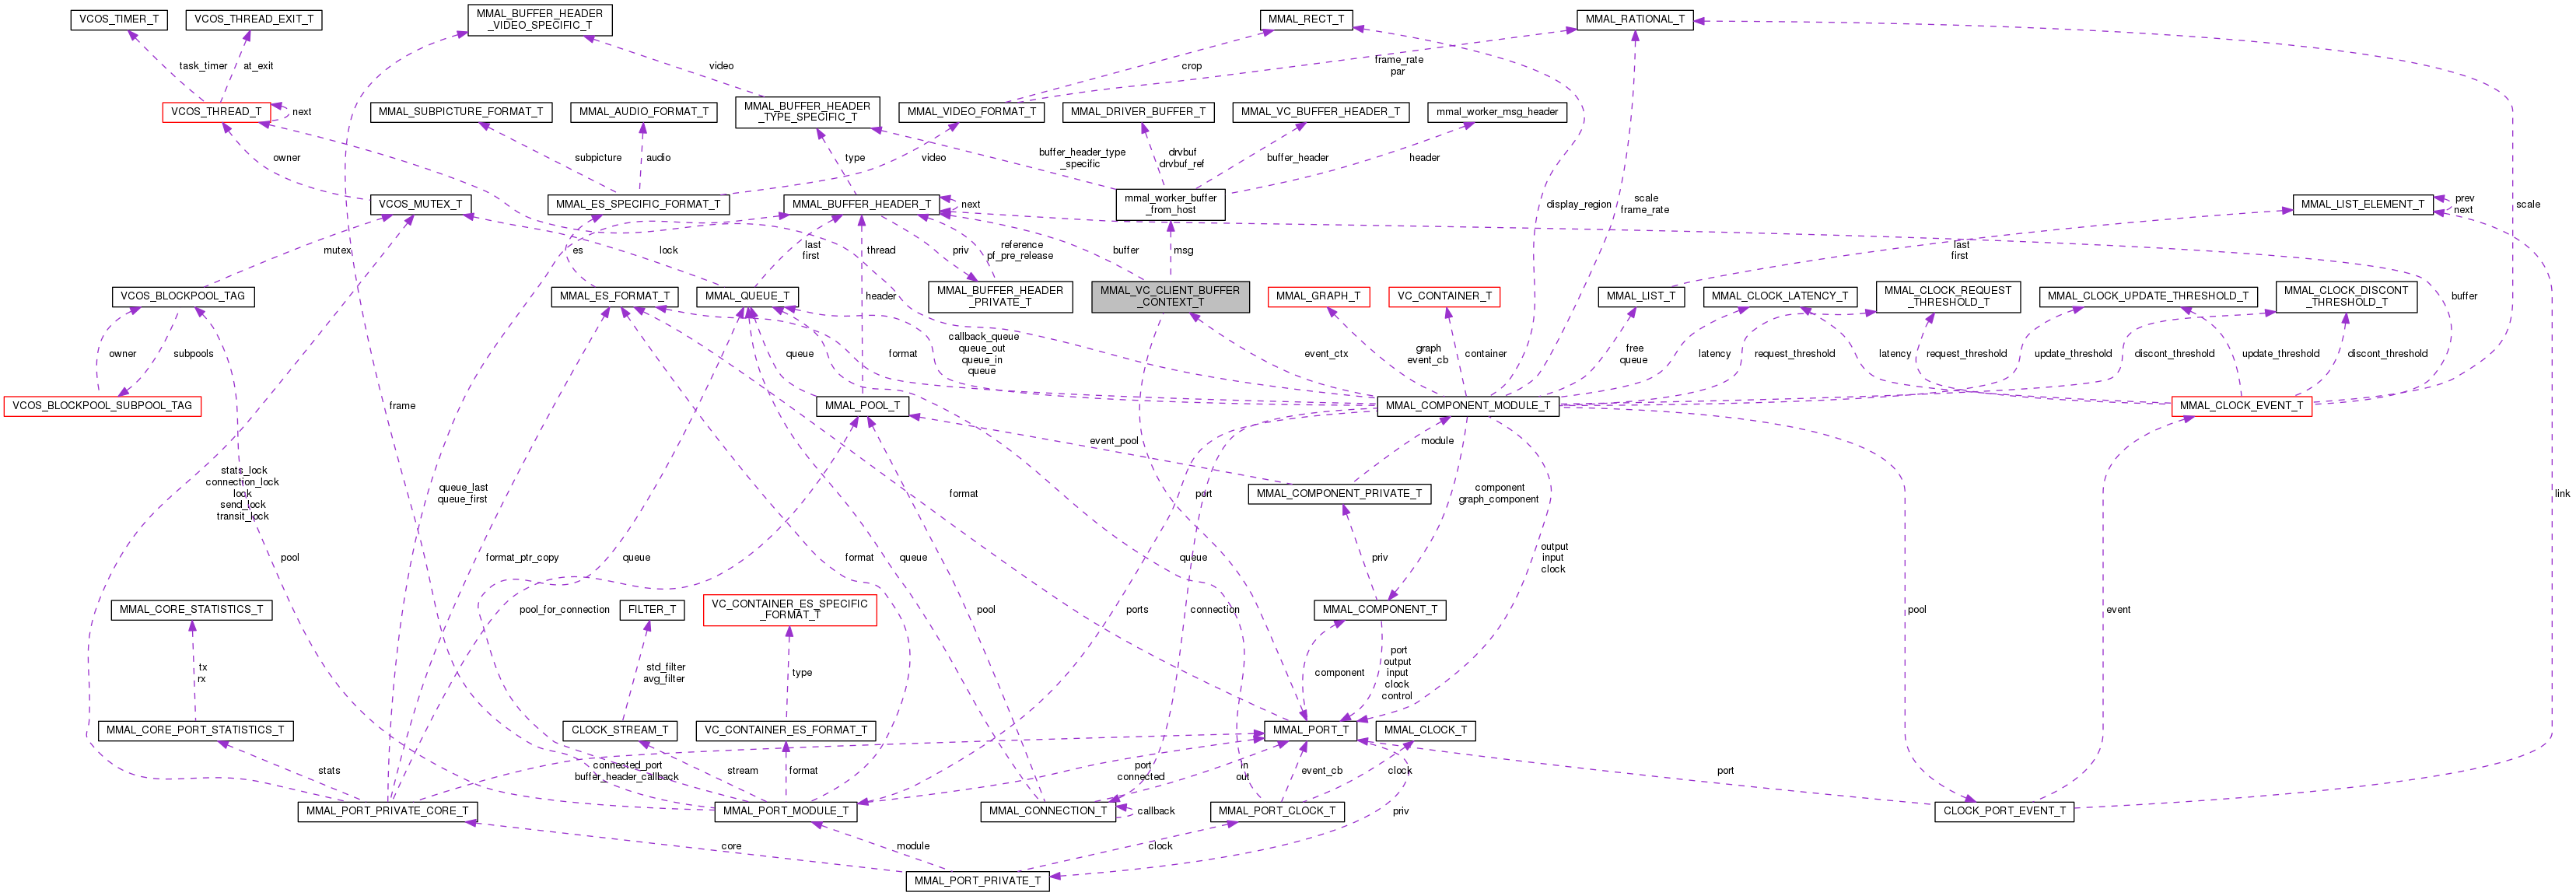 VCOS_TIMER_T
VCOS_THREAD_EXIT_T
MMAL_BUFFER_HEADER
_VIDEO_SPECIFIC_T
MMAL_RECT_T
MMAL_RATIONAL_T
task_timer
at_exit
video
crop
frame_rate
par
VCOS_THREAD_T
next
MMAL_SUBPICTURE_FORMAT_T
MMAL_AUDIO_FORMAT_T
MMAL_BUFFER_HEADER
_TYPE_SPECIFIC_T
MMAL_VIDEO_FORMAT_T
MMAL_DRIVER_BUFFER_T
MMAL_VC_BUFFER_HEADER_T
mmal_worker_msg_header
owner
subpicture
audio
type
video
buffer_header_type
_specific
drvbuf
drvbuf_ref
buffer_header
header
VCOS_MUTEX_T
MMAL_ES_SPECIFIC_FORMAT_T
MMAL_BUFFER_HEADER_T
next
mmal_worker_buffer
_from_host
display_region
scale
frame_rate
MMAL_LIST_ELEMENT_T
prev
next
scale
mutex
es
lock
last
first
thread
priv
reference
pf_pre_release
buffer
msg
last
first
VCOS_BLOCKPOOL_TAG
MMAL_ES_FORMAT_T
MMAL_QUEUE_T
MMAL_BUFFER_HEADER
_PRIVATE_T
MMAL_VC_CLIENT_BUFFER
_CONTEXT_T
MMAL_GRAPH_T
VC_CONTAINER_T
MMAL_LIST_T
MMAL_CLOCK_LATENCY_T
MMAL_CLOCK_REQUEST
_THRESHOLD_T
MMAL_CLOCK_UPDATE_THRESHOLD_T
MMAL_CLOCK_DISCONT
_THRESHOLD_T
buffer
header
owner
subpools
queue
format
callback_queue
queue_out
queue_in
queue
event_ctx
graph
event_cb
container
free
queue
latency
request_threshold
latency
request_threshold
update_threshold
discont_threshold
update_threshold
discont_threshold
VCOS_BLOCKPOOL_SUBPOOL_TAG
frame
MMAL_POOL_T
MMAL_COMPONENT_MODULE_T
MMAL_CLOCK_EVENT_T
event_pool
module
stats_lock
connection_lock
lock
send_lock
transit_lock
queue_last
queue_first
format
port
MMAL_COMPONENT_PRIVATE_T
component
graph_component
link
pool
format_ptr_copy
queue
format
queue
queue
priv
output
input
clock
MMAL_CORE_STATISTICS_T
pool_for_connection
FILTER_T
VC_CONTAINER_ES_SPECIFIC
_FORMAT_T
pool
ports
connection
MMAL_COMPONENT_T
pool
event
tx
rx
std_filter
avg_filter
type
component
port
output
input
clock
control
MMAL_CORE_PORT_STATISTICS_T
CLOCK_STREAM_T
VC_CONTAINER_ES_FORMAT_T
MMAL_PORT_T
MMAL_CLOCK_T
stats
connected_port
buffer_header_callback
stream
format
port
connected
in
out
event_cb
clock
port
MMAL_PORT_PRIVATE_CORE_T
MMAL_PORT_MODULE_T
MMAL_CONNECTION_T
callback
MMAL_PORT_CLOCK_T
priv
CLOCK_PORT_EVENT_T
core
module
clock
MMAL_PORT_PRIVATE_T